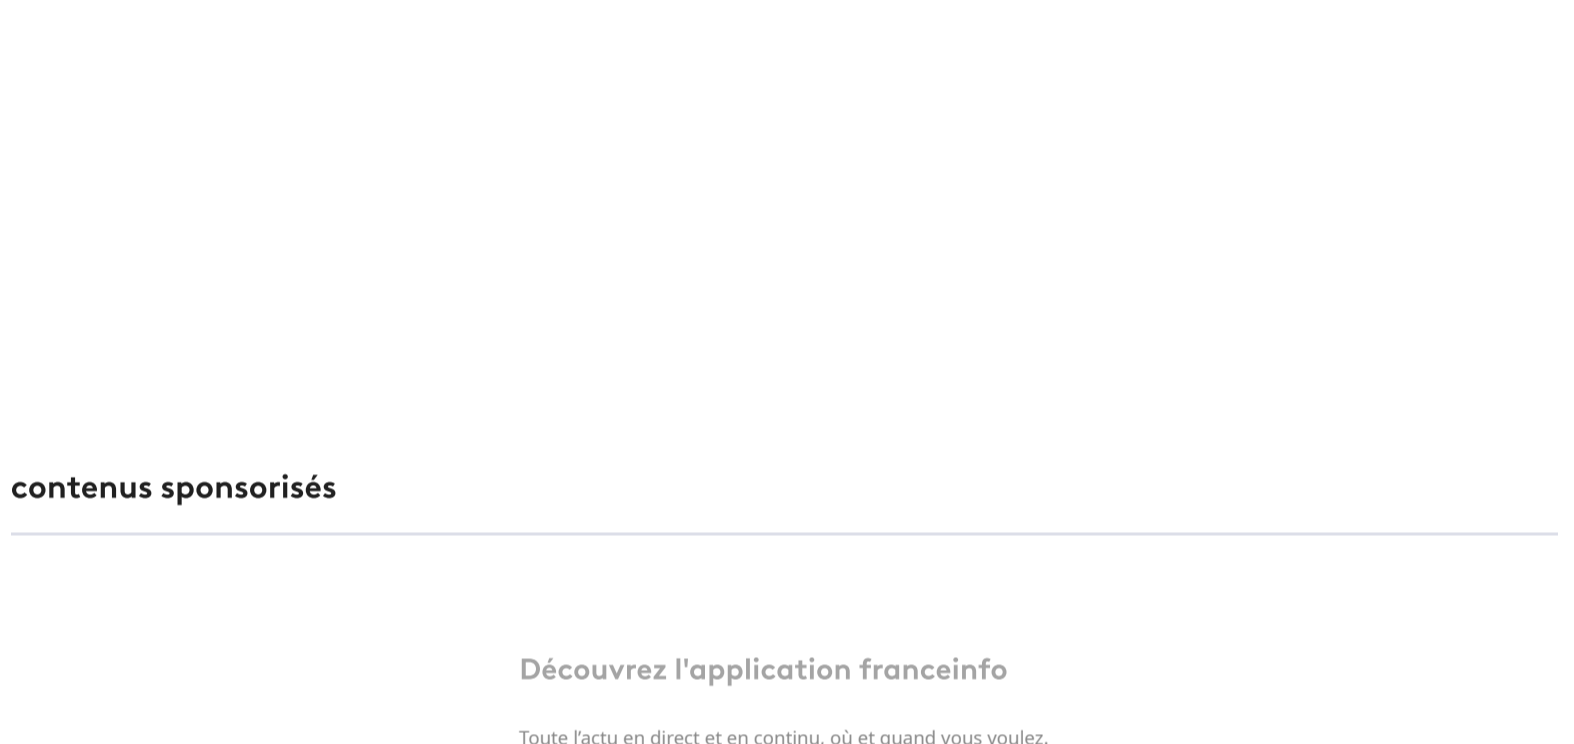 contenus sponsorisés
Découvrez l'application franceinfo
Toute l’actu en direct et en continu, où et quand vous voulez.